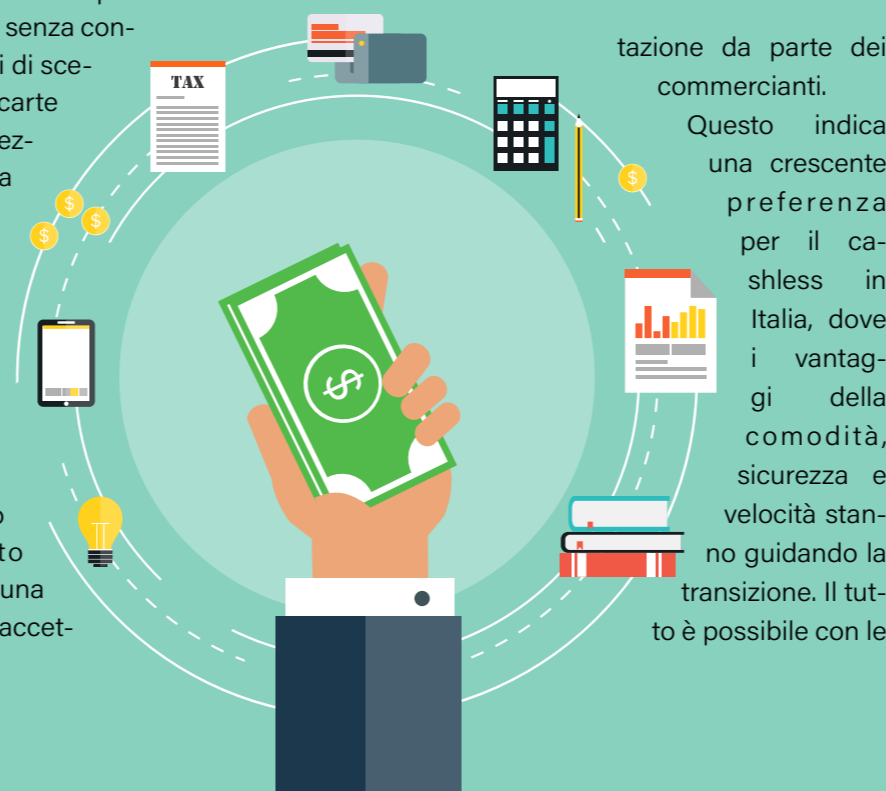 senza con-
i di sce-
carte
ez-
a
o
to
una
accet-
tazione da parte dei
commercianti.
Questo indica
una crescente
preferenza
per il ca-
shless in
Italia, dove
i vantag-
gi della
comodità,
sicurezza e
velocità stan-
no guidando la
transizione. Il tut-
to è possibile con le
TAX
$
$
$
$
$